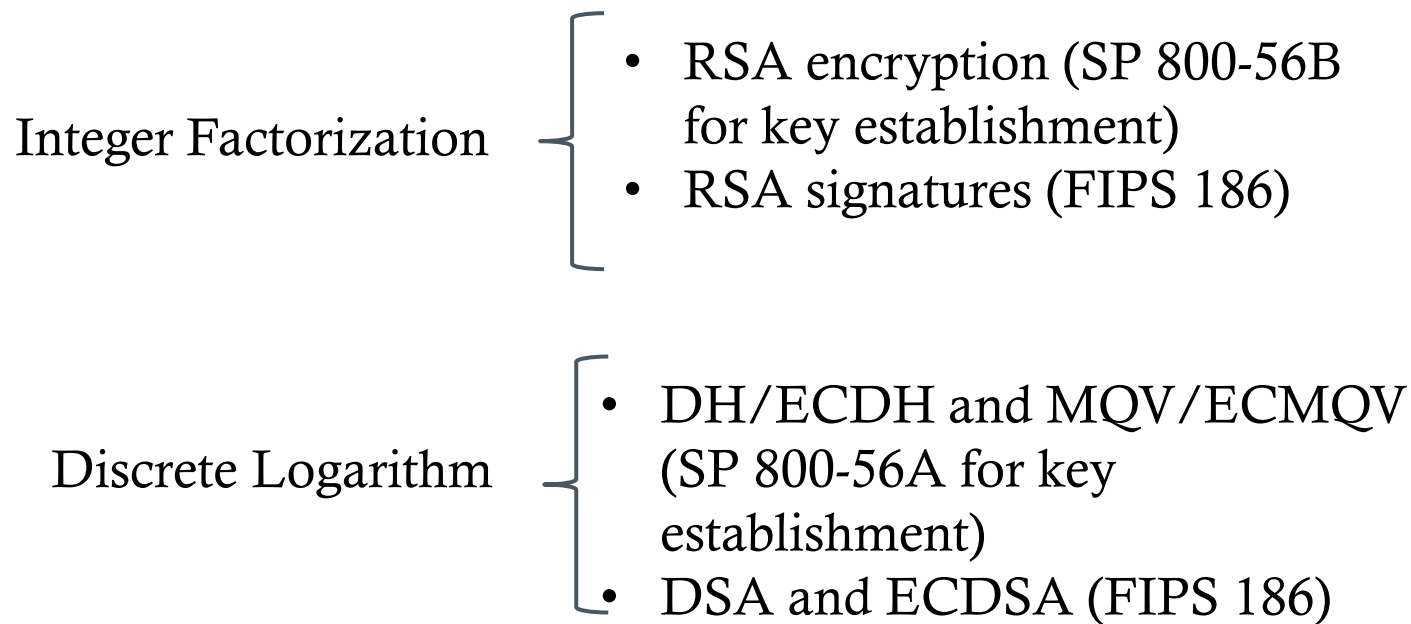 Integer Factorization
• RSA encryption (SP 800-56B
for key establishment)
• RSA signatures (FIPS 186)
Discrete Logarithm
• DH/ECDH and MQV/ECMQV
(SP 800-56A for key
establishment)
• DSA and ECDSA (FIPS 186)